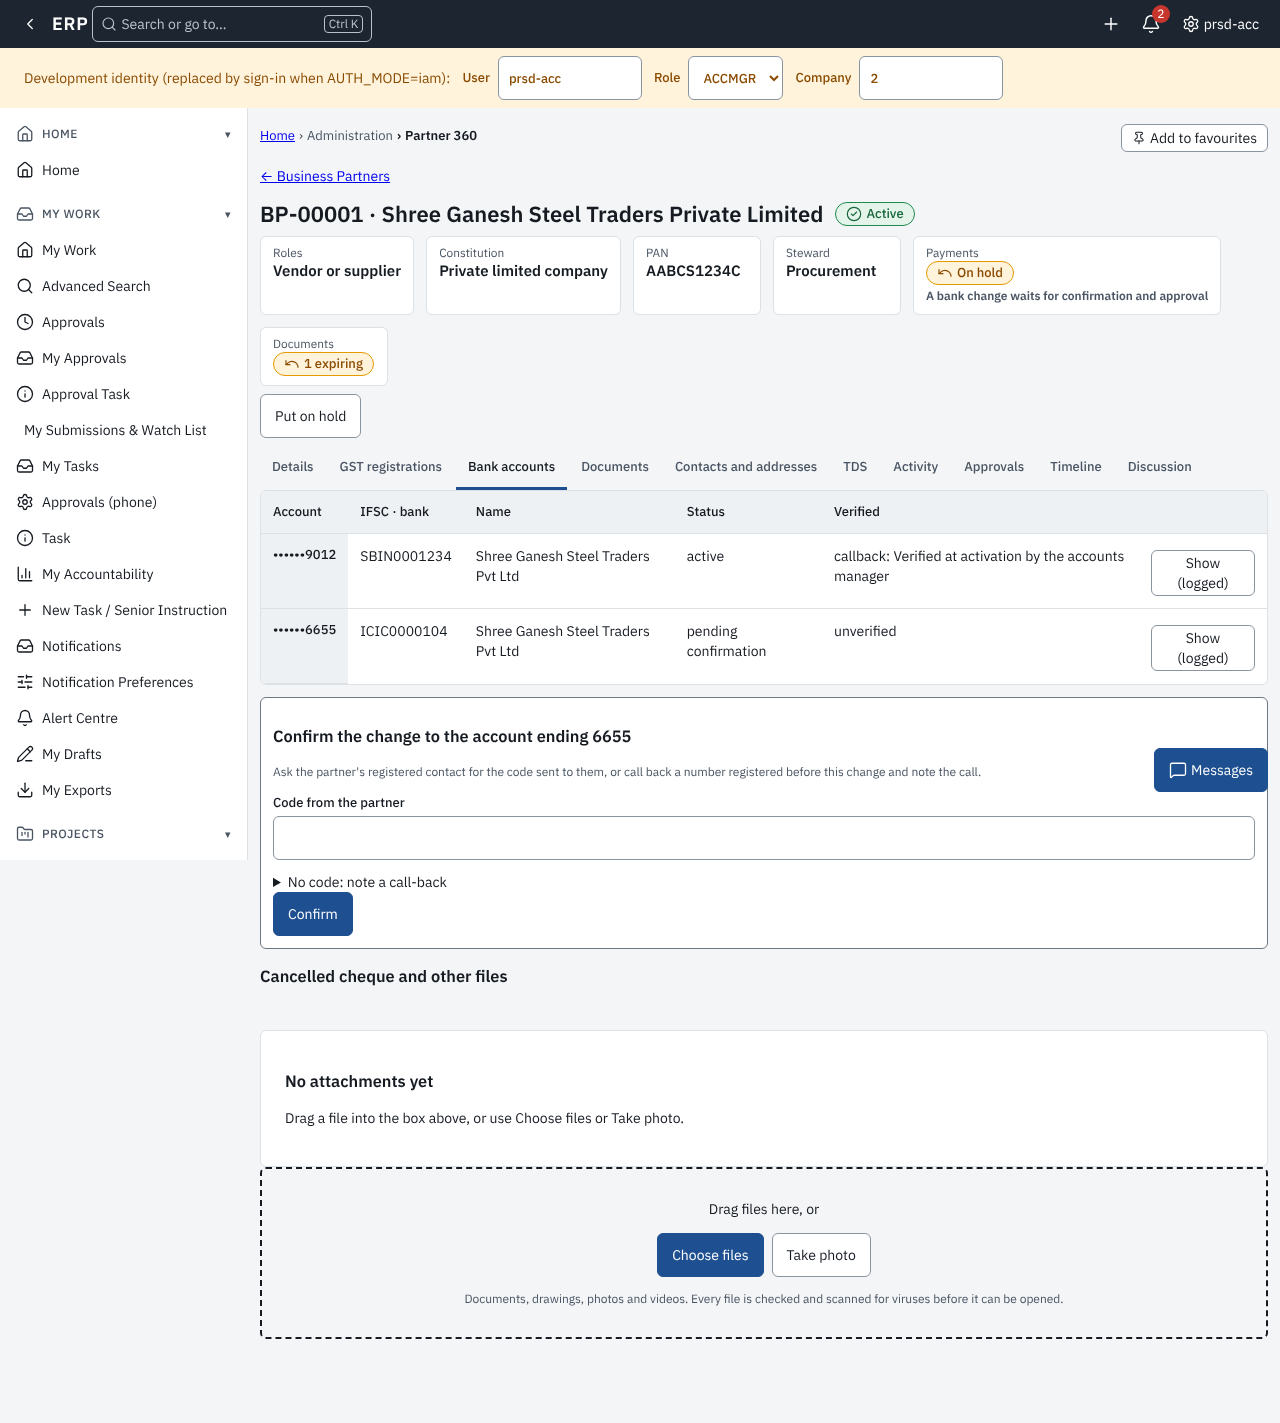 ERP
Search or go to...
Ctrl K
2
prsd-acc
Development identity (replaced by sign-in when AUTH_MODE=iam):
User
prsd-acc
Role
ACCMGR
Company
2
HOME
Home
MY WORK
My Work
Advanced Search
Approvals
My Approvals
Approval Task
My Submissions & Watch List
My Tasks
Approvals (phone)
Task
My Accountability
New Task / Senior Instruction
Notifications
Notification Preferences
Alert Centre
My Drafts
My Exports
PROJECTS
Home › Administration › Partner 360
Add to favourites
← Business Partners
BP-00001 · Shree Ganesh Steel Traders Private Limited
Active
Roles
Vendor or supplier
Constitution
Private limited company
PAN
AABCS1234C
Steward
Procurement
Payments
On hold
A bank change waits for confirmation and approval
Documents
1 expiring
Put on hold
Details
GST registrations
Bank accounts
Documents
Contacts and addresses
TDS
Activity
Approvals
Timeline
Discussion
Account
IFSC · bank
Name
Status
Verified
••••••9012
SBIN0001234
Shree Ganesh Steel Traders
Pvt Ltd
active
callback: Verified at activation by the accounts
manager
Show
(logged)
••••••6655
ICIC0000104
Shree Ganesh Steel Traders
Pvt Ltd
pending
confirmation
unverified
Show
(logged)
Confirm the change to the account ending 6655
Ask the partner's registered contact for the code sent to them, or call back a number registered before this change and note the call.
Messages
Code from the partner
No code: note a call-back
Confirm
Cancelled cheque and other files
No attachments yet
Drag a file into the box above, or use Choose files or Take photo.
Drag files here, or
Choose files
Take photo
Documents, drawings, photos and videos. Every file is checked and scanned for viruses before it can be opened.